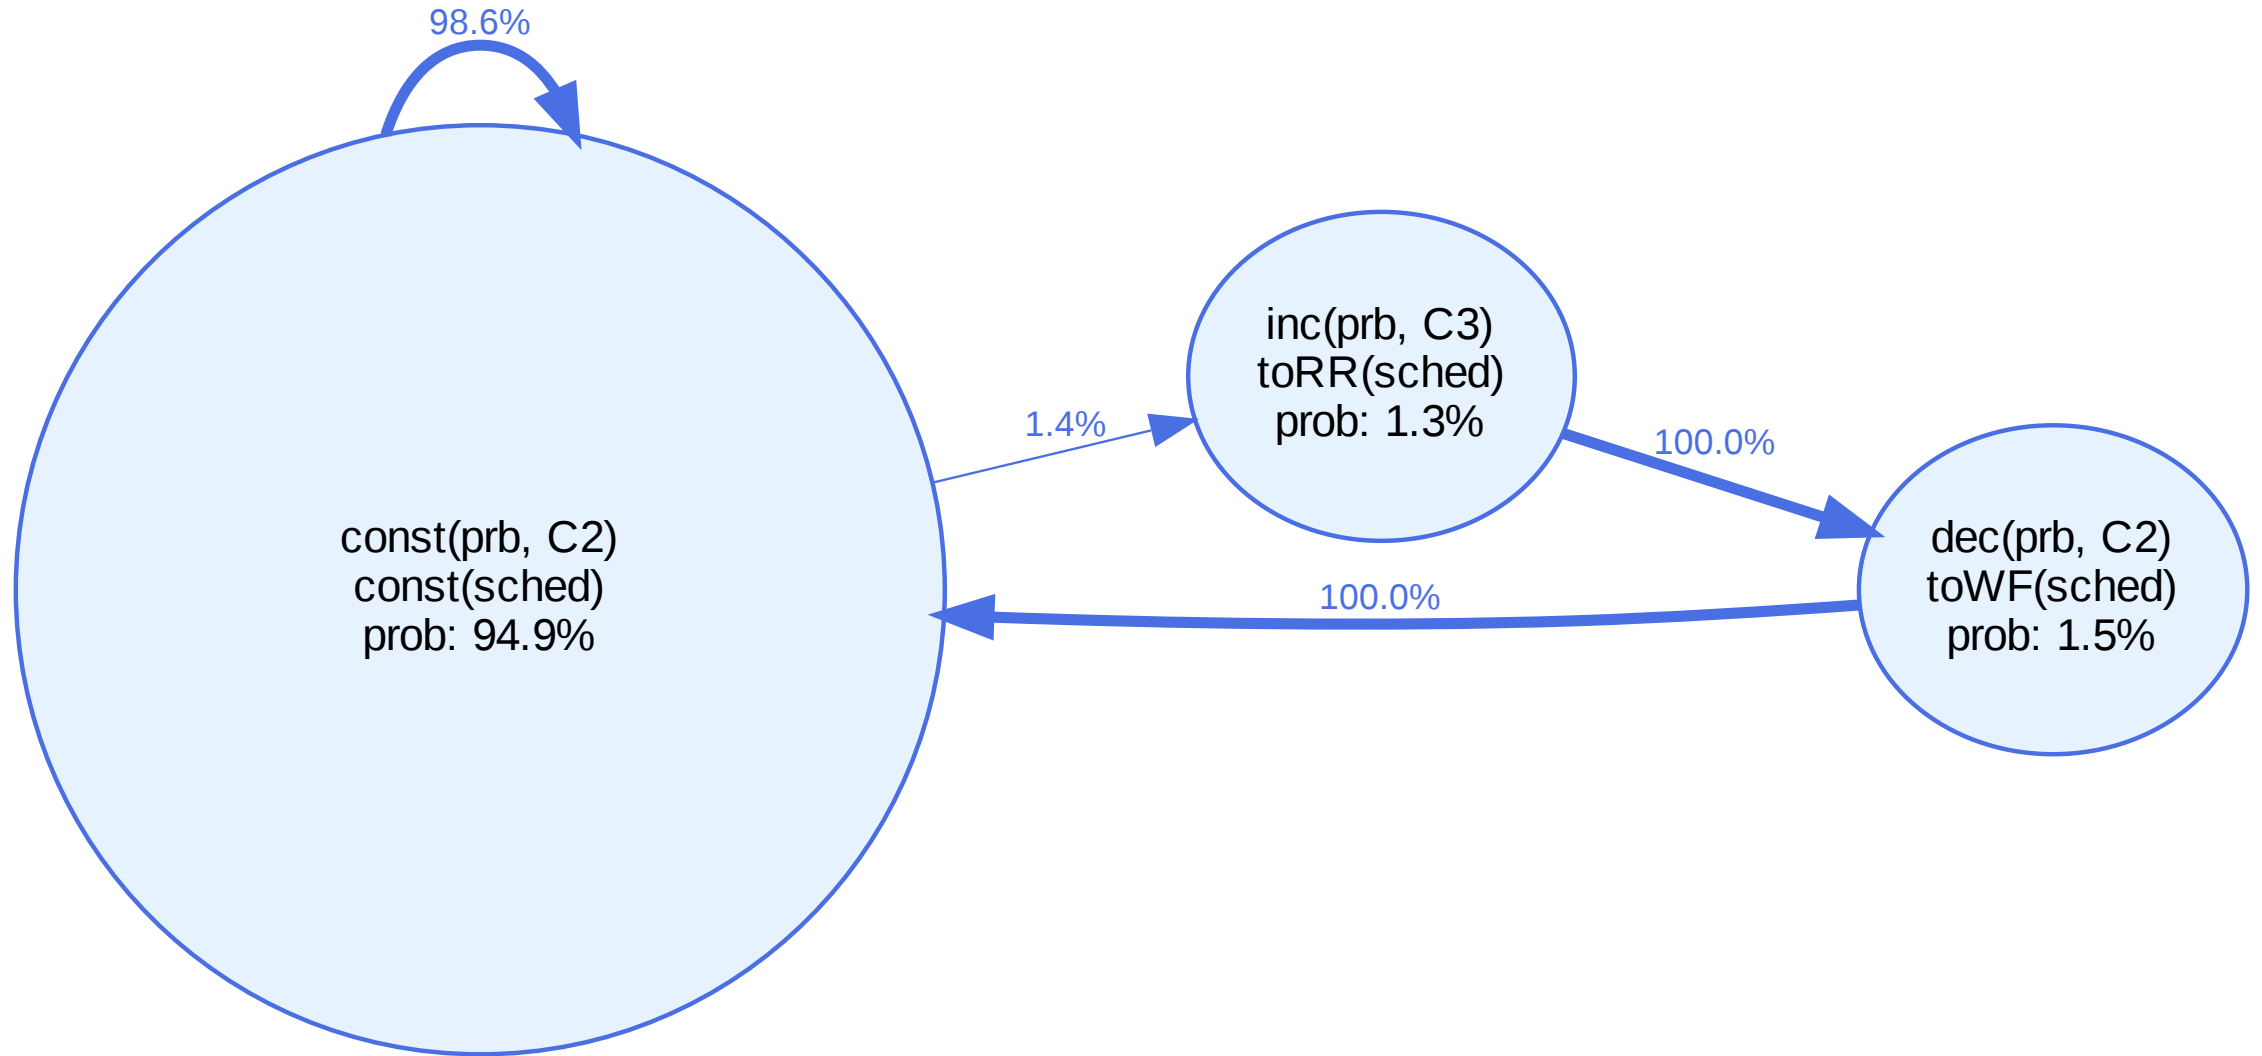 98.6%
const(prb, C2)
const(sched)
prob: 94.9%
1.4%
inc(prb, C3)
toRR(sched)
prob: 1.3%
100.0%
dec(prb, C2)
toWF(sched)
prob: 1.5%
100.0%